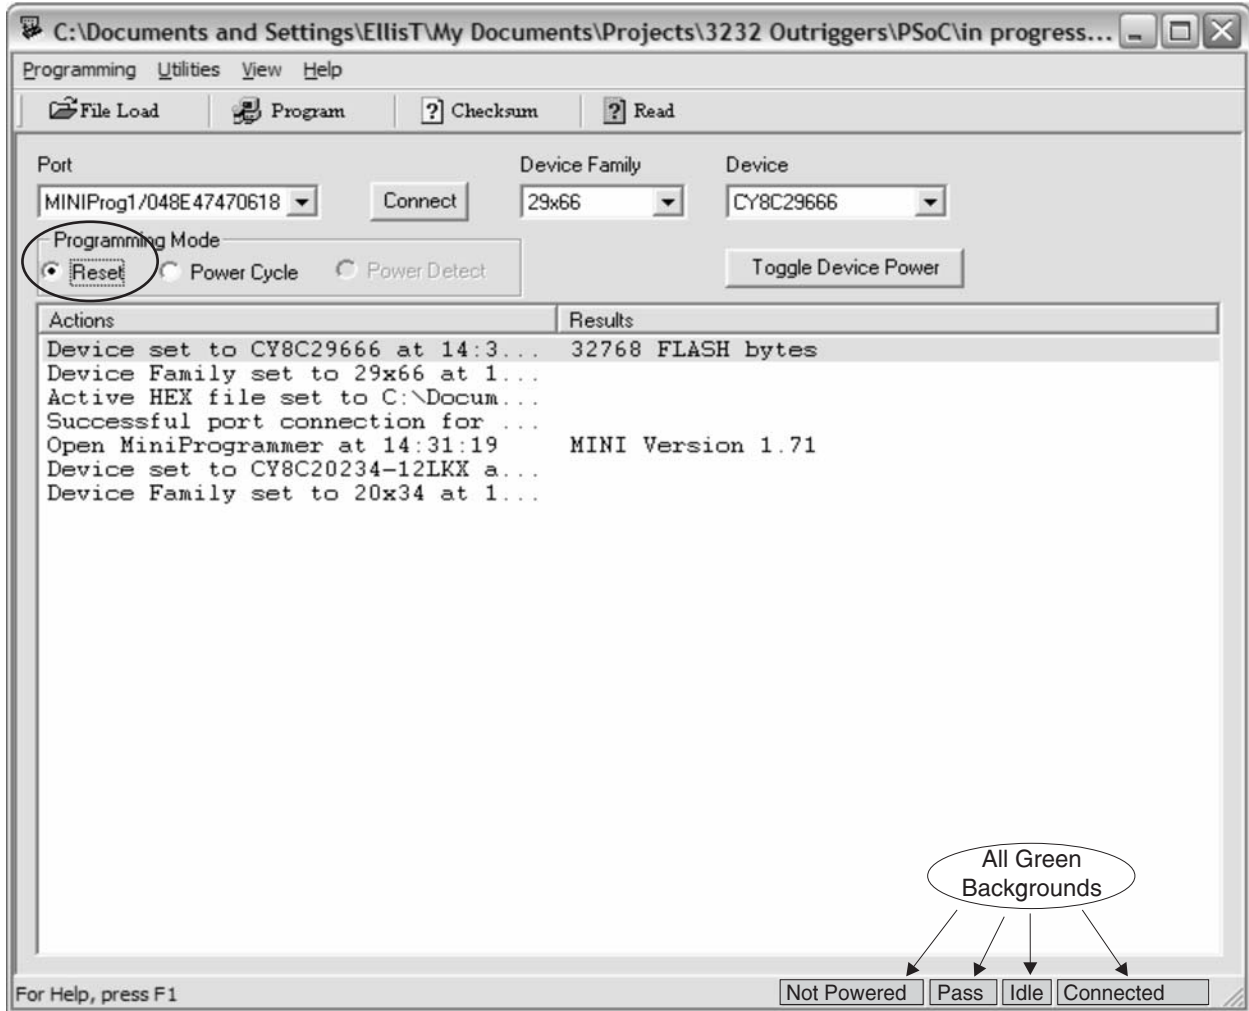 C:\Documents and Settings\EllisT\My Documents\Projects\3232 Outriggers\PSoC\in progress...
Programming Utilities View Help
File Load Program ? Checksum ? Read
Port Device Family Device
MINIProg1/048E47470618 Connect 29x66 CY8C29666
Programming Mode
Reset Power Cycle Power Detect Toggle Device Power
Actions Results
Device set to CY8C29666 at 14:3... 32768 FLASH bytes
Device Family set to 29x66 at 1...
Active HEX file set to C:\Docum...
Successful port connection for ...
Open MiniProgrammer at 14:31:19 MINI Version 1.71
Device set to CY8C20234-12LKX a...
Device Family set to 20x34 at 1...
All Green
Backgrounds
For Help, press F1 Not Powered Pass Idle Connected